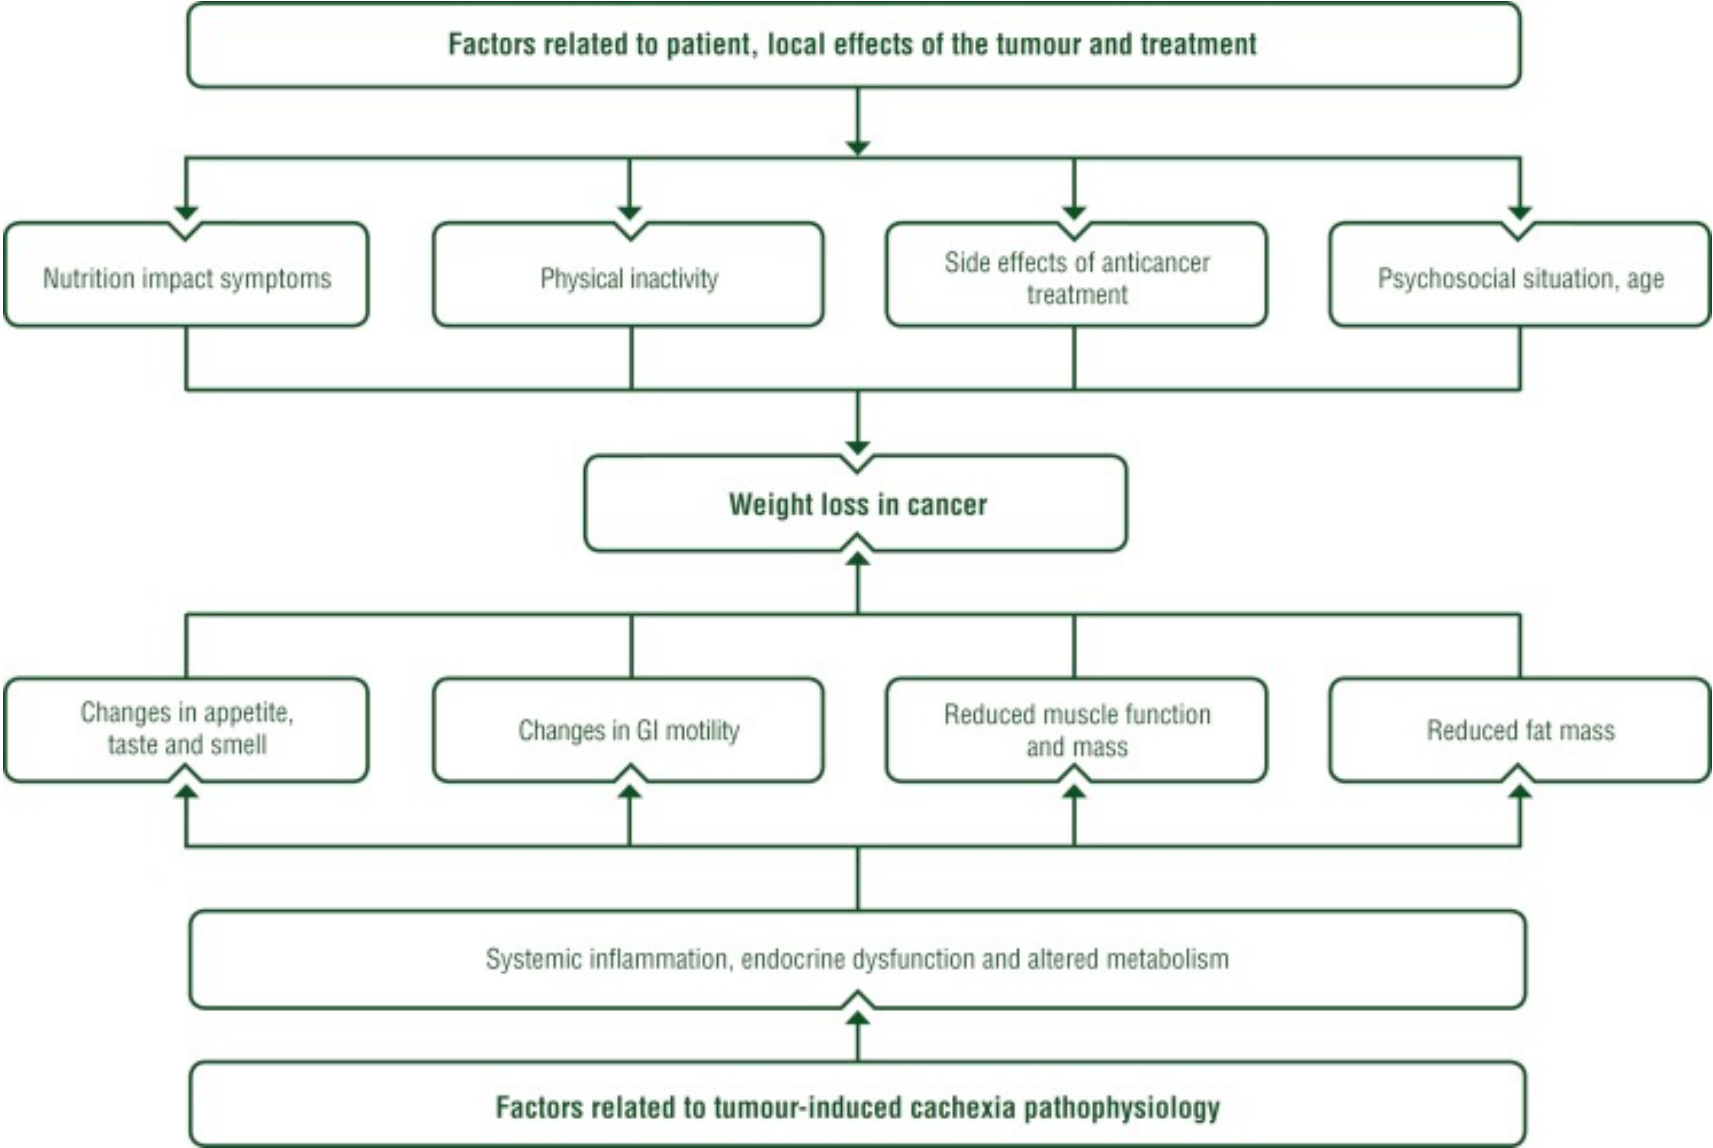 Factors related to patient, local effects of the tumour and treatment
Nutrition impact symptoms
Physical inactivity
Side effects of anticancer
treatment
Psychosocial situation, age
Weight loss in cancer
Changes in appetite,
taste and smell
Changes in GI motility
Reduced muscle function
and mass
Reduced fat mass
Systemic inflammation, endocrine dysfunction and altered metabolism
Factors related to tumour-induced cachexia pathophysiology